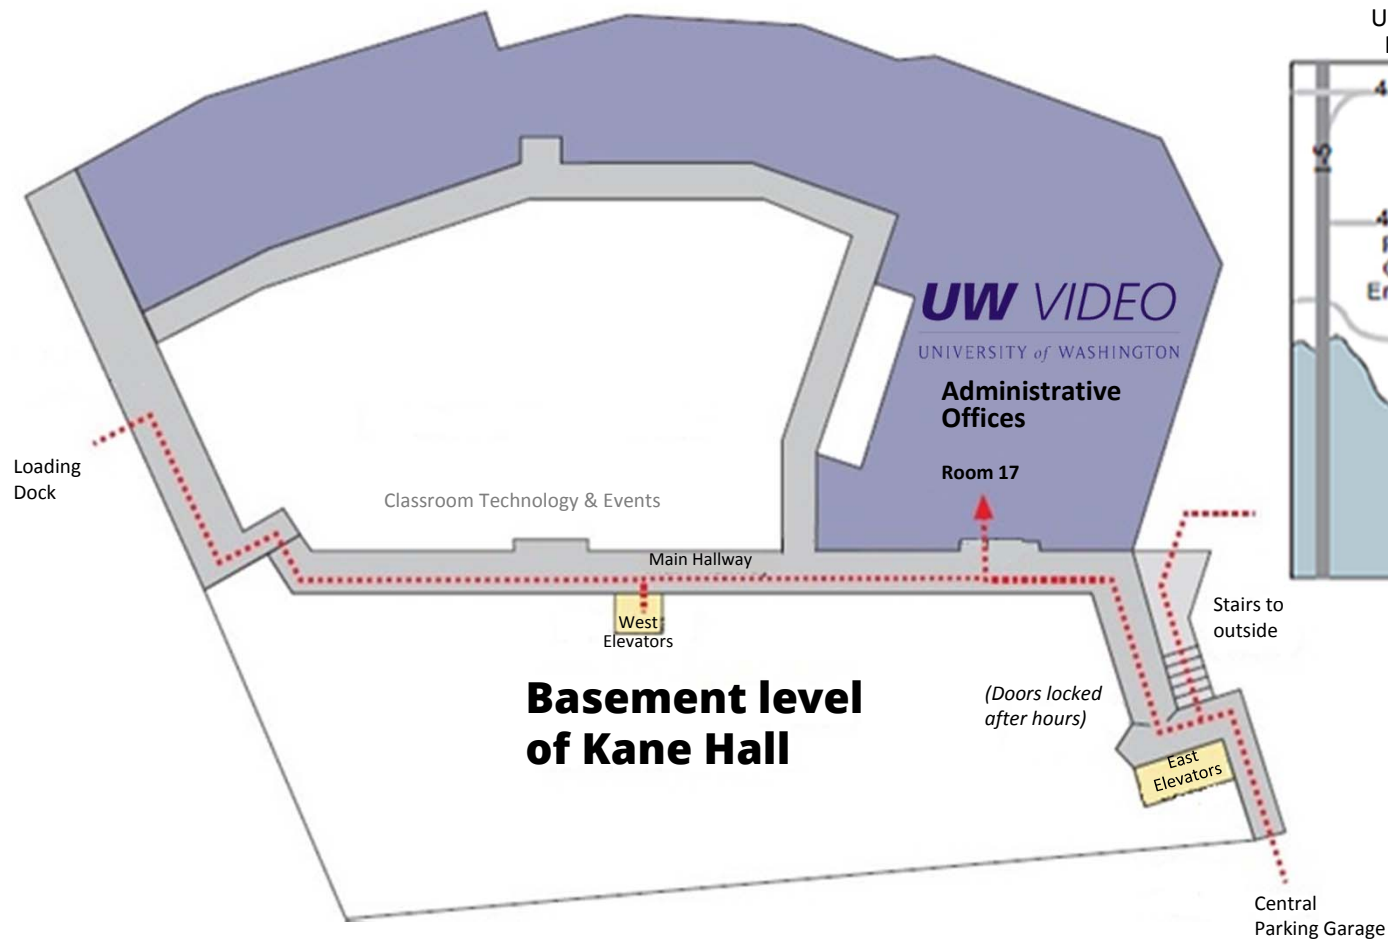 UW VIDEO
UNIVERSITY of WASHINGTON
Administrative
Offices
Room 17
Loading
Dock
Classroom Technology & Events
Main Hallway
West
Elevators
Basement level
of Kane Hall
(Doors locked
after hours)
Stairs to
outside
East
Elevators
Central
Parking Garage
I-5